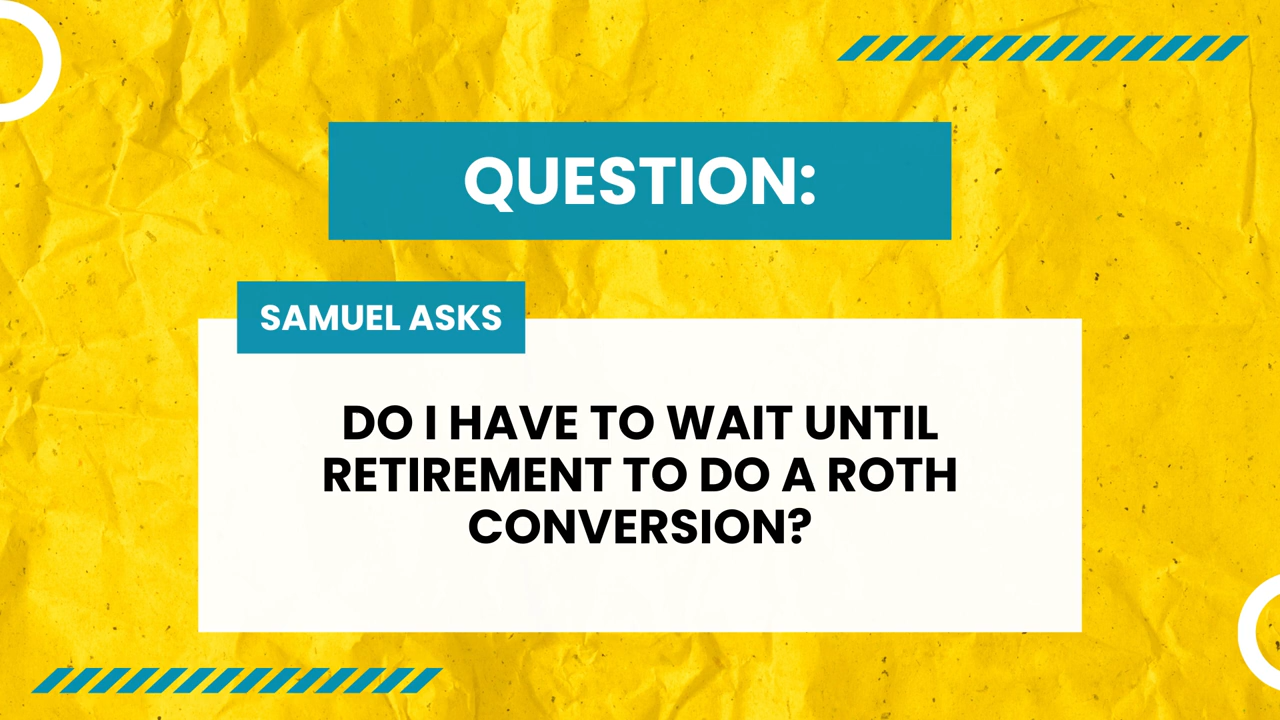 QUESTION:
SAMUEL ASKS
DO I HAVE TO WAIT UNTIL
RETIREMENT TO DO A ROTH
CONVERSION?